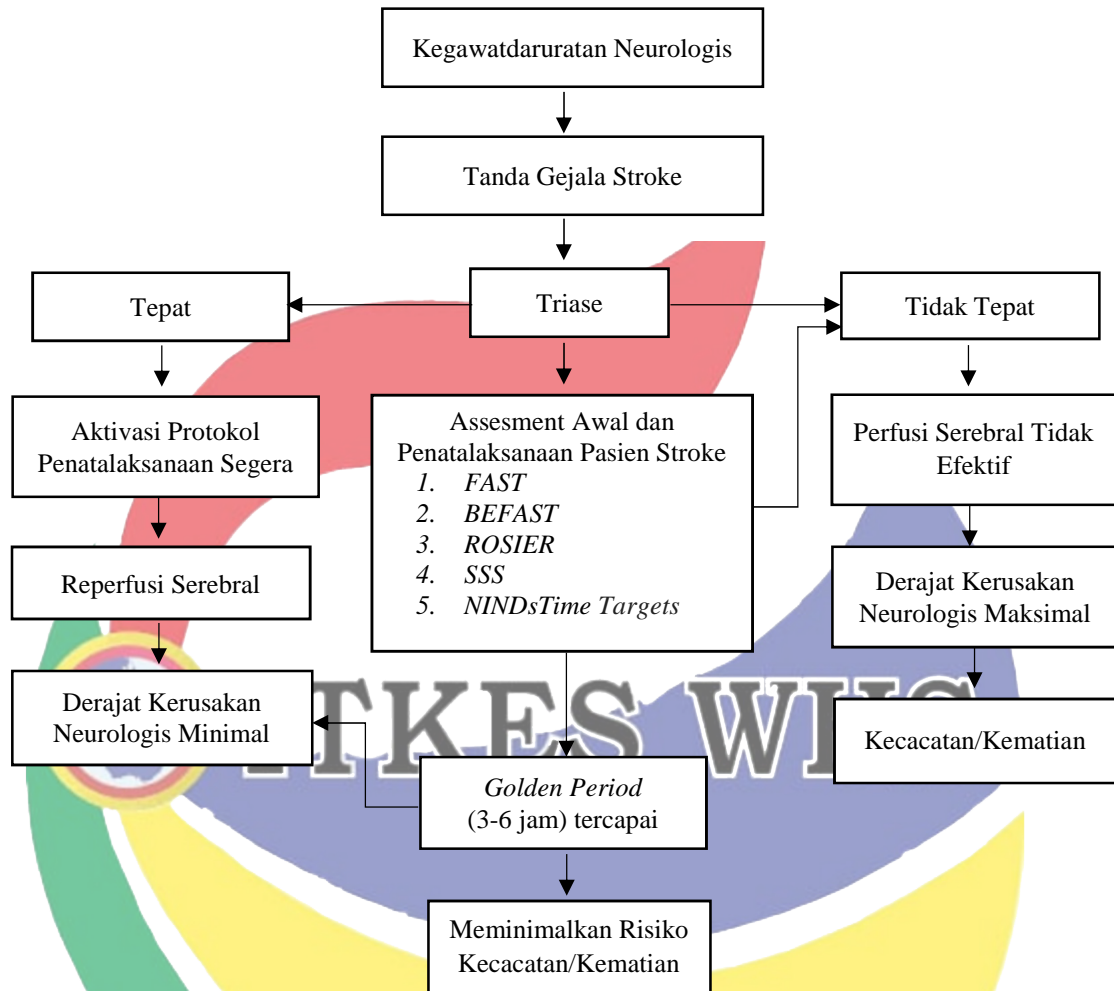 Kegawatdaruratan Neurologis
Tanda Gejala Stroke
Tepat
Triase
Tidak Tepat
Aktivasi Protokol
Penatalaksanaan Segera
Assesment Awal dan
Penatalaksanaan Pasien Stroke
1. FAST
2. BEFAST
3. ROSIER
4. SSS
5. NINDsTime Targets
Perfusi Serebral Tidak
Efektif
Reperfusi Serebral
Derajat Kerusakan
Neurologis Maksimal
Derajat Kerusakan
Neurologis Minimal
ITKES WHS
Kecacatan/Kematian
Golden Period
(3-6 jam) tercapai
Meminimalkan Risiko
Kecacatan/Kematian